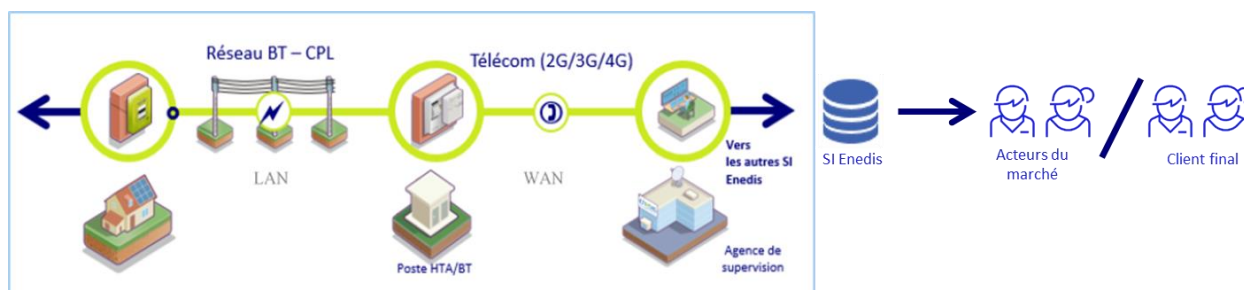 Réseau BT – CPL
Télécom (2G/3G/4G)
LAN
WAN
Vers
les autres SI
Enedis
SI Enedis
Acteurs du
marché
Client final
Poste HTA/BT
Agence de
supervision